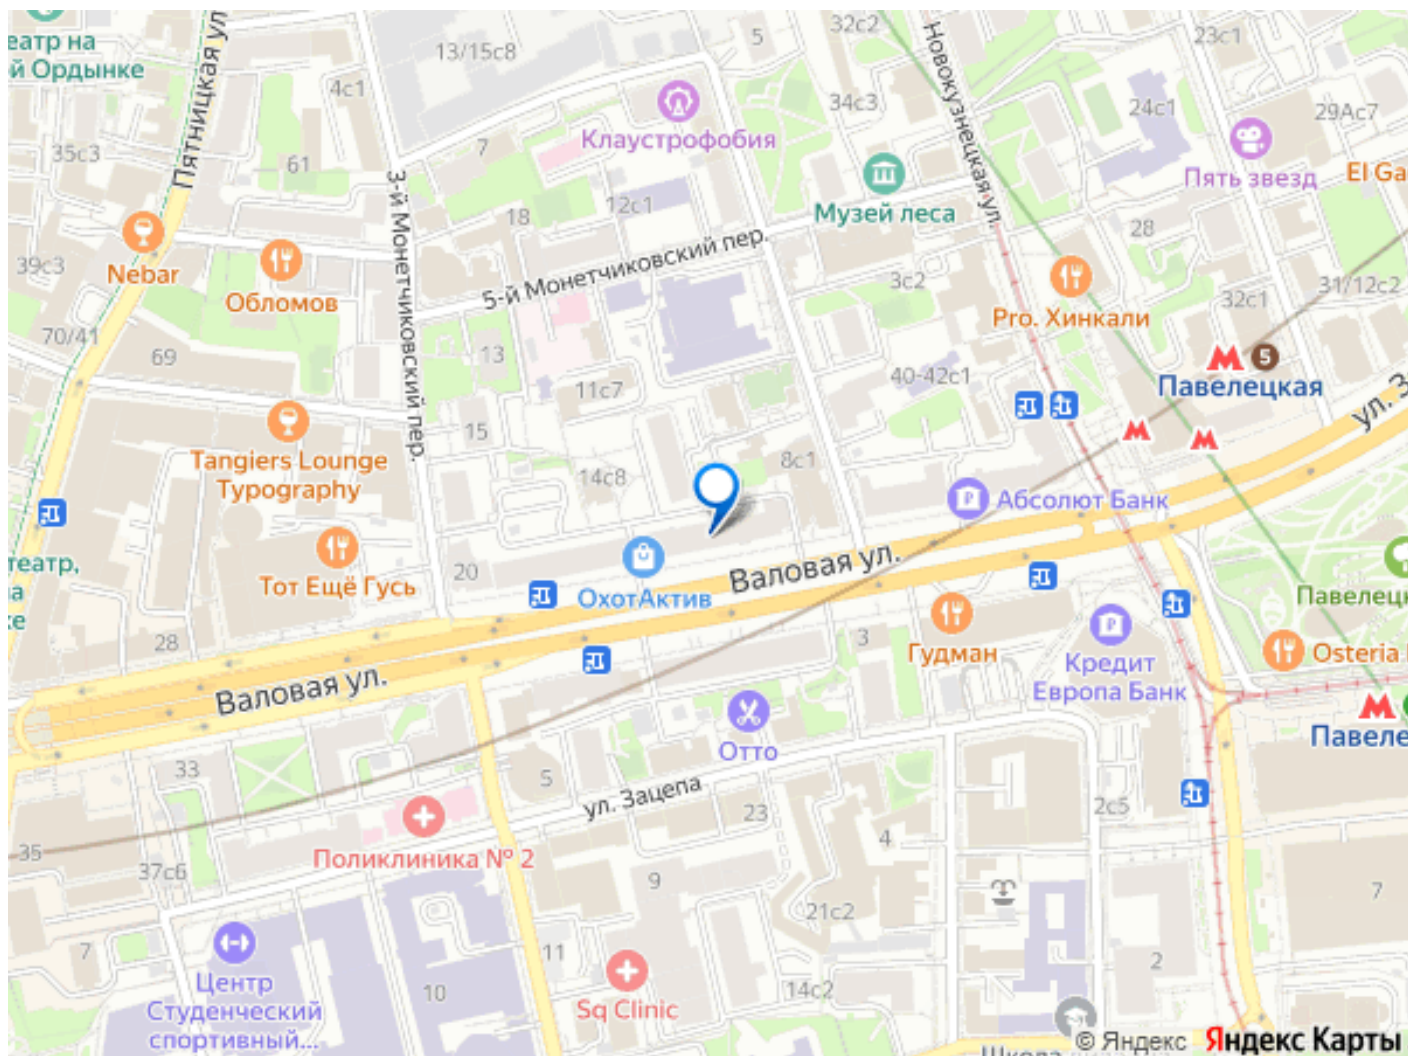 еатр на
й Ордынке
Пятницкая ул
13/15с8
5
32с2
23с1
4с1
Новокузнецкая ул.
34с3
24с1
29Ас7
Клаустрофобия
35с3
61
7
3-й Монетчиковский пер.
Пять звезд
El Ga
Музей леса
18
12с1
28
Nebar
39с3
Обломов
5-й Монетчиковский пер.
3с2
31/12с2
32с1
Pro. Хинкали
70/41
69
13
5
Павелецкая
11с7
40-42с1
ул. З
15
Tangiers Lounge
Typography
14с8
8с1
Абсолют Банк
театр,
а
ке
Тот Ещё Гусь
20
ОхотАктив
Валовая ул.
Павелец
28
3
Гудман
Кредит
Европа Банк
Osteria
Валовая ул.
Отто
Павеле
33
5
ул. Зацепа
23
2с5
4
35
37с6
Поликлиника № 2
9
7
21с2
7
11
2
Центр
Студенческий
спортивный...
10
Sq Clinic
14с2
© Яндекс Яндекс Карты